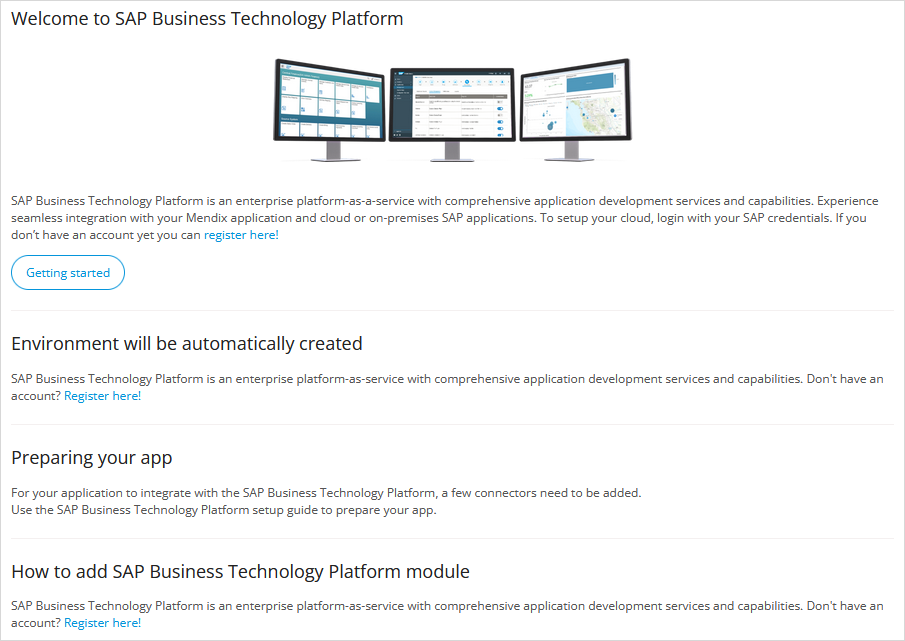 Welcome to SAP Business Technology Platform
SAP Business Technology Platform is an enterprise platform-as-a-service with comprehensive application development services and capabilities. Experience
seamless integration with your Mendix application and cloud or on-premises SAP applications. To setup your cloud, login with your SAP credentials. If you
don’t have an account yet you can register here!
Getting started
Environment will be automatically created
SAP Business Technology Platform is an enterprise platform-as-service with comprehensive application development services and capabilities. Don't have an
account? Register here!
Preparing your app
For your application to integrate with the SAP Business Technology Platform, a few connectors need to be added.
Use the SAP Business Technology Platform setup guide to prepare your app.
How to add SAP Business Technology Platform module
SAP Business Technology Platform is an enterprise platform-as-service with comprehensive application development services and capabilities. Don't have an
account? Register here!